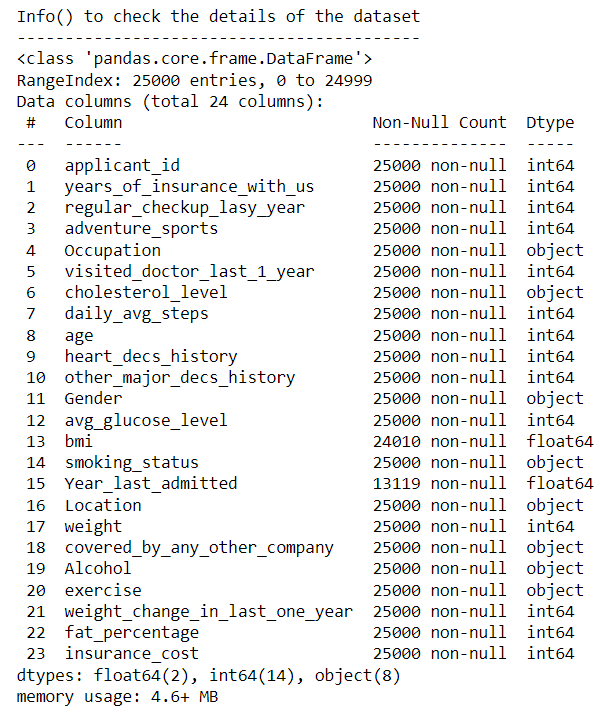 Info() to check the details of the dataset
-----------------------------------------
<class 'pandas.core.frame.DataFrame'>
RangeIndex: 25000 entries, 0 to 24999
Data columns (total 24 columns):
 #   Column                         Non-Null Count  Dtype
---  ------                         --------------  -----
 0   applicant_id                   25000 non-null  int64
 1   years_of_insurance_with_us     25000 non-null  int64
 2   regular_checkup_lasy_year      25000 non-null  int64
 3   adventure_sports               25000 non-null  int64
 4   Occupation                     25000 non-null  object
 5   visited_doctor_last_1_year     25000 non-null  int64
 6   cholesterol_level              25000 non-null  object
 7   daily_avg_steps                25000 non-null  int64
 8   age                            25000 non-null  int64
 9   heart_decs_history             25000 non-null  int64
 10  other_major_decs_history       25000 non-null  int64
 11  Gender                         25000 non-null  object
 12  avg_glucose_level              25000 non-null  int64
 13  bmi                            24010 non-null  float64
 14  smoking_status                 25000 non-null  object
 15  Year_last_admitted             13119 non-null  float64
 16  Location                       25000 non-null  object
 17  weight                         25000 non-null  int64
 18  covered_by_any_other_company   25000 non-null  object
 19  Alcohol                        25000 non-null  object
 20  exercise                       25000 non-null  object
 21  weight_change_in_last_one_year 25000 non-null  int64
 22  fat_percentage                 25000 non-null  int64
 23  insurance_cost                 25000 non-null  int64
dtypes: float64(2), int64(14), object(8)
memory usage: 4.6+ MB